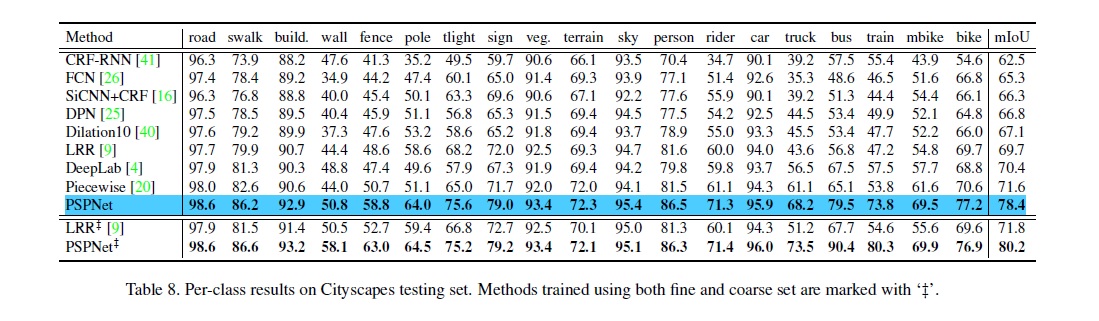 Method road swalk build. wall fence pole tlight sign veg. terrain sky person rider car truck bus train mbike bike mIoU
CRF-RNN [41] 96.3 73.9 88.2 47.6 41.3 35.2 49.5 59.7 90.6 66.1 93.5 70.4 34.7 90.1 39.2 57.5 55.4 43.9 54.6 62.5
FCN [26] 97.4 78.4 89.2 34.9 44.2 47.4 60.1 65.0 91.4 69.3 93.9 77.1 51.4 92.6 35.3 48.6 46.5 51.6 66.8 65.3
SiCNN+CRF [16] 96.3 76.8 88.8 40.0 45.4 50.1 63.3 69.6 90.6 67.1 92.2 77.6 55.9 90.1 39.2 51.3 44.4 54.4 66.1 66.3
DPN [25] 97.5 78.5 89.5 40.4 45.9 51.1 56.8 65.3 91.5 69.4 94.5 77.5 54.2 92.5 44.5 53.4 49.9 52.1 64.8 66.8
Dilation10 [40] 97.6 79.2 89.9 37.3 47.6 53.2 58.6 65.2 91.8 69.4 93.7 78.9 55.0 93.3 45.5 53.4 47.7 52.2 66.0 67.1
LRR [9] 97.7 79.9 90.7 44.4 48.6 58.6 68.2 72.0 92.5 69.3 94.7 81.6 60.0 94.0 43.6 56.8 47.2 54.8 69.7 69.7
DeepLab [4] 97.9 81.3 90.3 48.8 47.4 49.6 57.9 67.3 91.9 69.4 94.2 79.8 59.8 93.7 56.5 67.5 57.5 57.7 68.8 70.4
Piecewise [20] 98.0 82.6 90.6 44.0 50.7 51.1 65.0 71.7 92.0 72.0 94.1 81.5 61.1 94.3 61.1 65.1 53.8 61.6 70.6 71.6
PSPNet 98.6 86.2 92.9 50.8 58.8 64.0 75.6 79.0 93.4 72.3 95.4 86.5 71.3 95.9 68.2 79.5 73.8 69.5 77.2 78.4
LRR‡ [9] 97.9 81.5 91.4 50.5 52.7 59.4 66.8 72.7 92.5 70.1 95.0 81.3 60.1 94.3 51.2 67.7 54.6 55.6 69.6 71.8
PSPNet‡ 98.6 86.6 93.2 58.1 63.0 64.5 75.2 79.2 93.4 72.1 95.1 86.3 71.4 96.0 73.5 90.4 80.3 69.9 76.9 80.2
Table 8. Per-class results on Cityscapes testing set. Methods trained using both fine and coarse set are marked with ‘‡’.